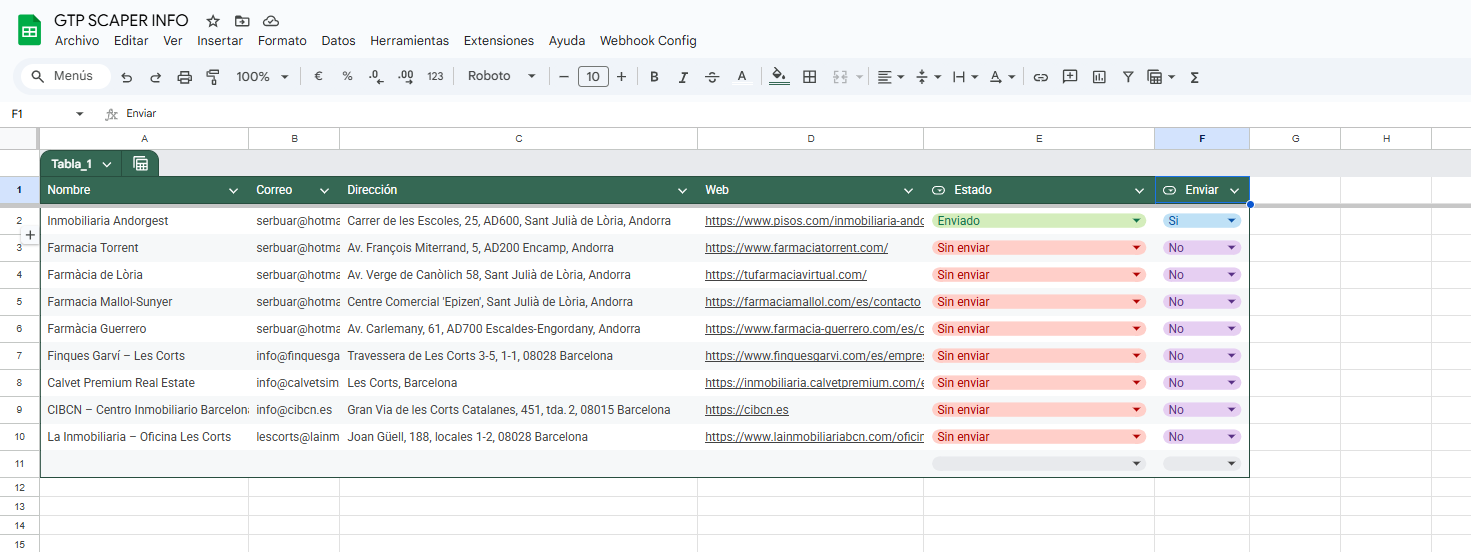 GTP SCAPER INFO
Archivo Editar Ver Insertar Formato Datos Herramientas Extensiones Ayuda Webhook Config
Menús 100% € % .0 .00 123 Roboto 10 B I S A Σ
F1 fx Enviar
A B C D E F G H
Tabla_1
1 Nombre Correo Dirección Web Estado Enviar
2 Inmobiliaria Andorgest serbuar@hotma Carrer de les Escoles, 25, AD600, Sant Julià de Lòria, Andorra https://www.pisos.com/inmobiliaria-ando Enviado Si
3 Farmacia Torrent serbuar@hotma Av. François Miterrand, 5, AD200 Encamp, Andorra https://www.farmaciatorrent.com/ Sin enviar No
4 Farmàcia de Lòria serbuar@hotma Av. Verge de Canòlich 58, Sant Julià de Lòria, Andorra https://tufarmaciavirtual.com/ Sin enviar No
5 Farmacia Mallol-Sunyer serbuar@hotma Centre Comercial 'Epizen', Sant Julià de Lòria, Andorra https://farmaciamallol.com/es/contacto Sin enviar No
6 Farmàcia Guerrero serbuar@hotma Av. Carlemany, 61, AD700 Escaldes-Engordany, Andorra https://www.farmacia-guerrero.com/es/c Sin enviar No
7 Finques Garví – Les Corts info@finquesga Travessera de Les Corts 3-5, 1-1, 08028 Barcelona https://www.finquesgarvi.com/es/empres Sin enviar No
8 Calvet Premium Real Estate info@calvetsim Les Corts, Barcelona https://inmobiliaria.calvetpremium.com/e Sin enviar No
9 CIBCN – Centro Inmobiliario Barcelona info@cibcn.es Gran Via de les Corts Catalanes, 451, tda. 2, 08015 Barcelona https://cibcn.es Sin enviar No
10 La Inmobiliaria – Oficina Les Corts lescorts@lainm Joan Güell, 188, locales 1-2, 08028 Barcelona https://www.lainmobiliariabcn.com/oficin Sin enviar No
11
12
13
14
15